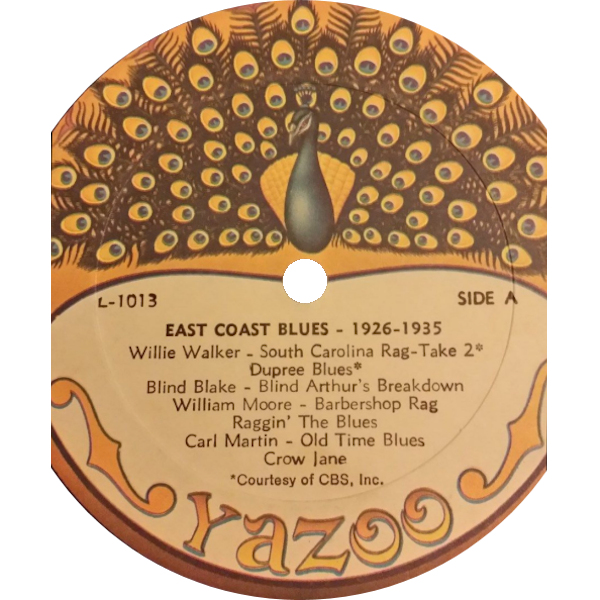 L-1013
SIDE A
EAST COAST BLUES - 1926-1935
Willie Walker - South Carolina Rag-Take 2*
Dupree Blues*
Blind Blake - Blind Arthur's Breakdown
William Moore - Barbershop Rag
Raggin' The Blues
Carl Martin - Old Time Blues
Crow Jane
*Courtesy of CBS, Inc.
Yazoo